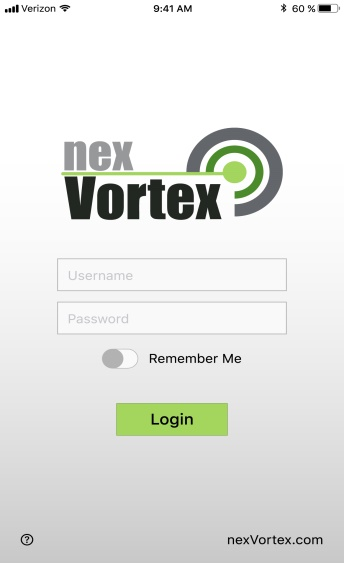 Verizon 9:41 AM 60 %
nex
Vortex
Username
Password
Remember Me
Login
? nexVortex.com